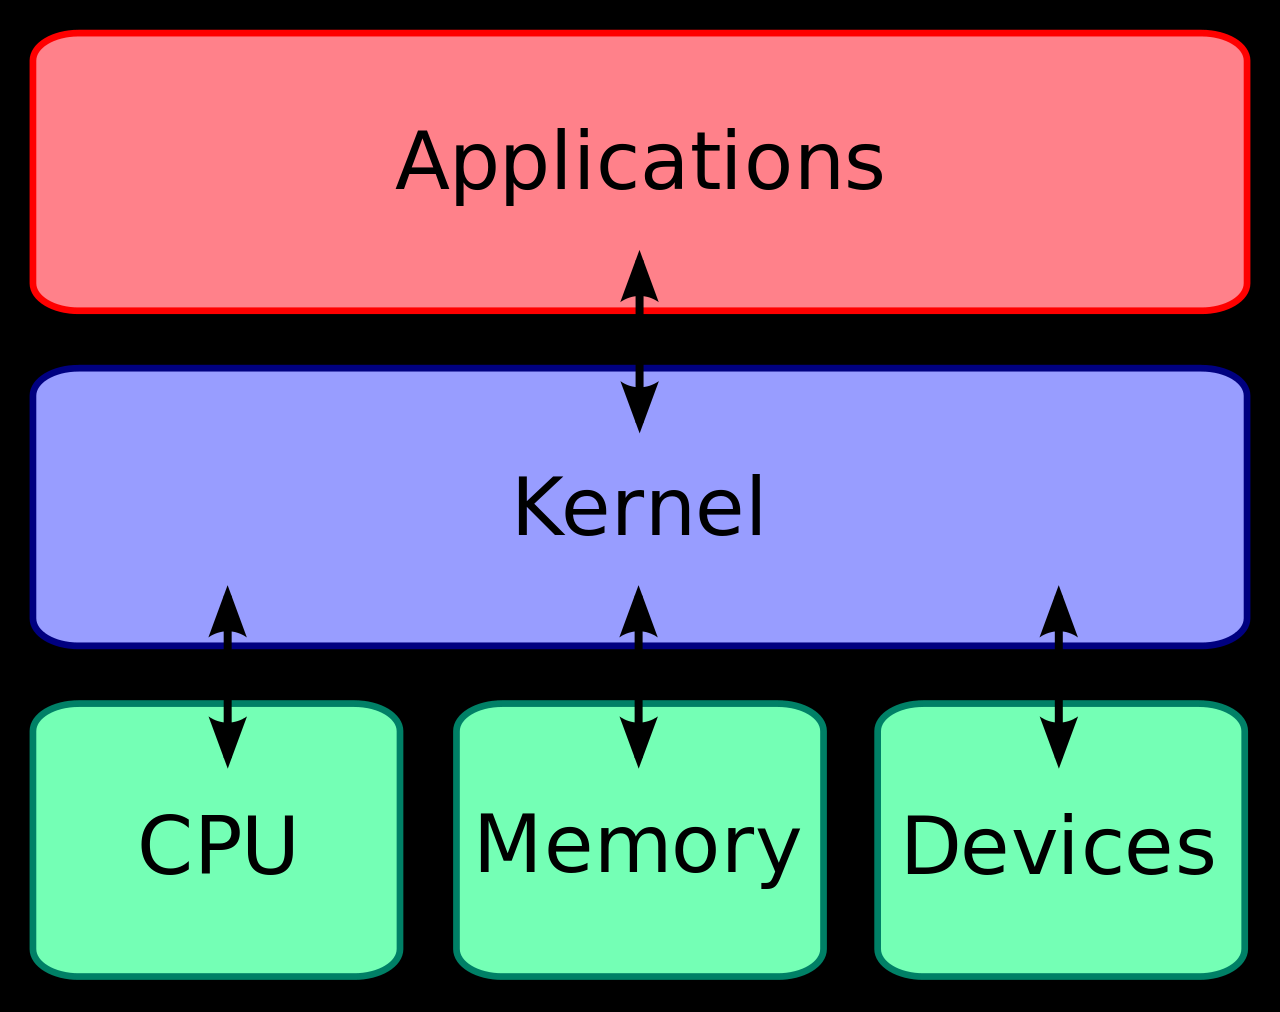 Applications
Kernel
CPU
Memory
Devices